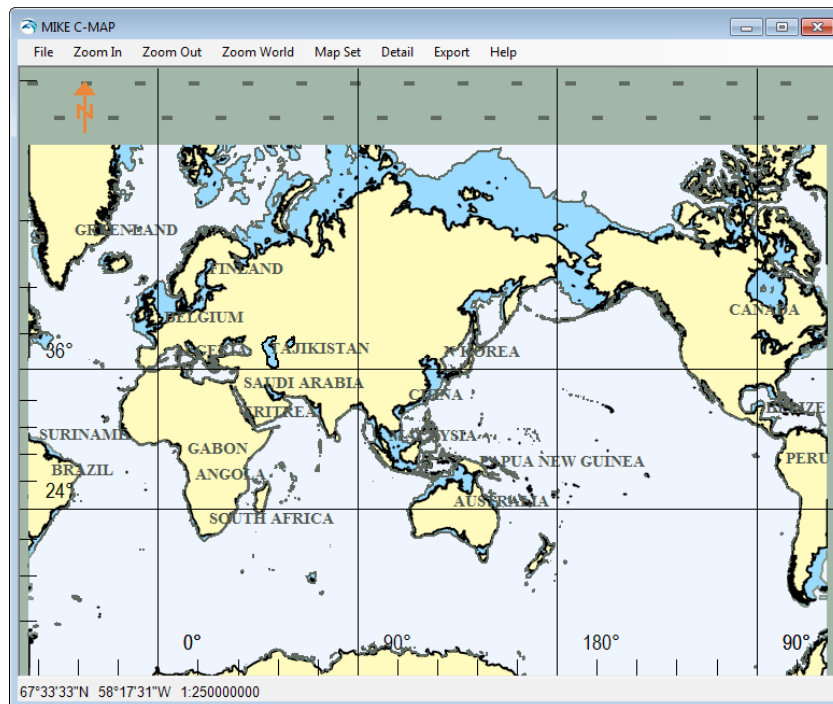 MIKE C-MAP
File Zoom In Zoom Out Zoom World Map Set Detail Export Help
N
GREENLAND
FINLAND
CANADA
BELGIUM
36° ALGERIA TAJIKISTAN N KOREA
SAUDI ARABIA
CHINA
ERITREA BELIZE
SURINAME MALAYSIA
GABON
PERU
PAPUA NEW GUINEA
BRAZIL ANGOLA
24°
AUSTRALIA
SOUTH AFRICA
0° 90° 180° 90°
67°33'33"N 58°17'31"W 1:250000000